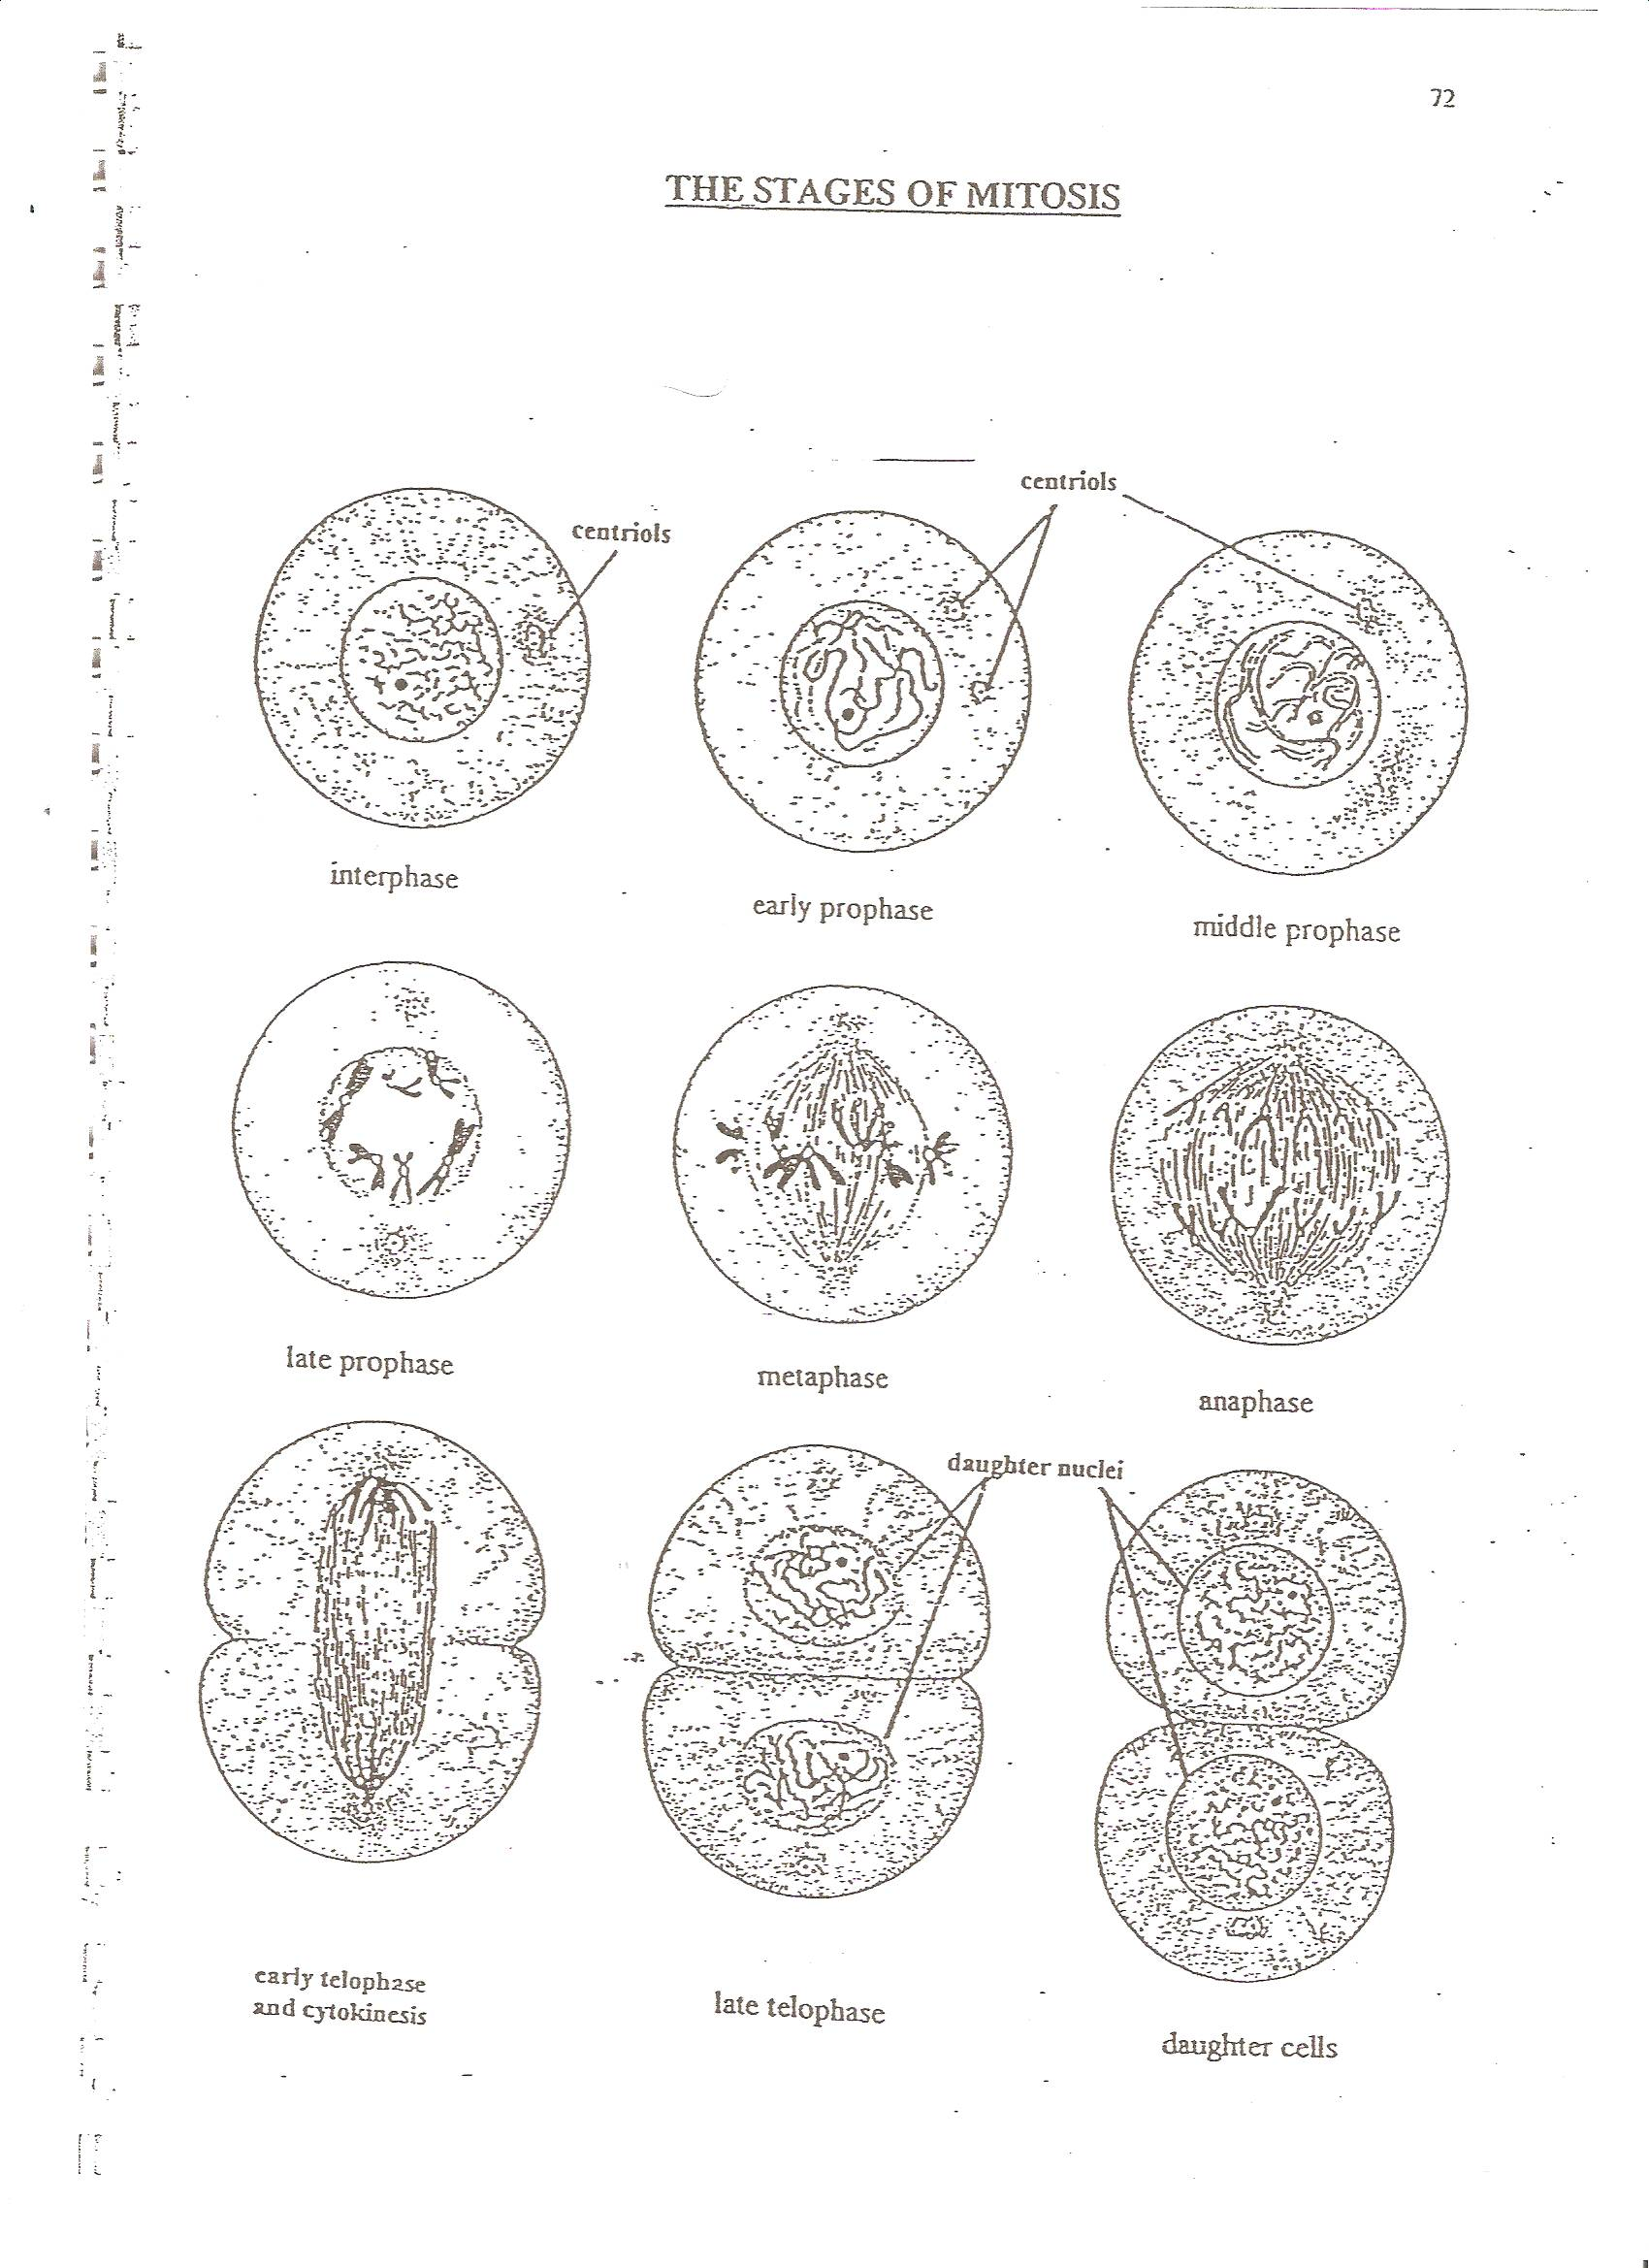 72
THE STAGES OF MITOSIS
centriols
centriols
interphase
early prophase
middle prophase
late prophase
metaphase
anaphase
daughter nuclei
early telophase
and cytokinesis
late telophase
daughter cells